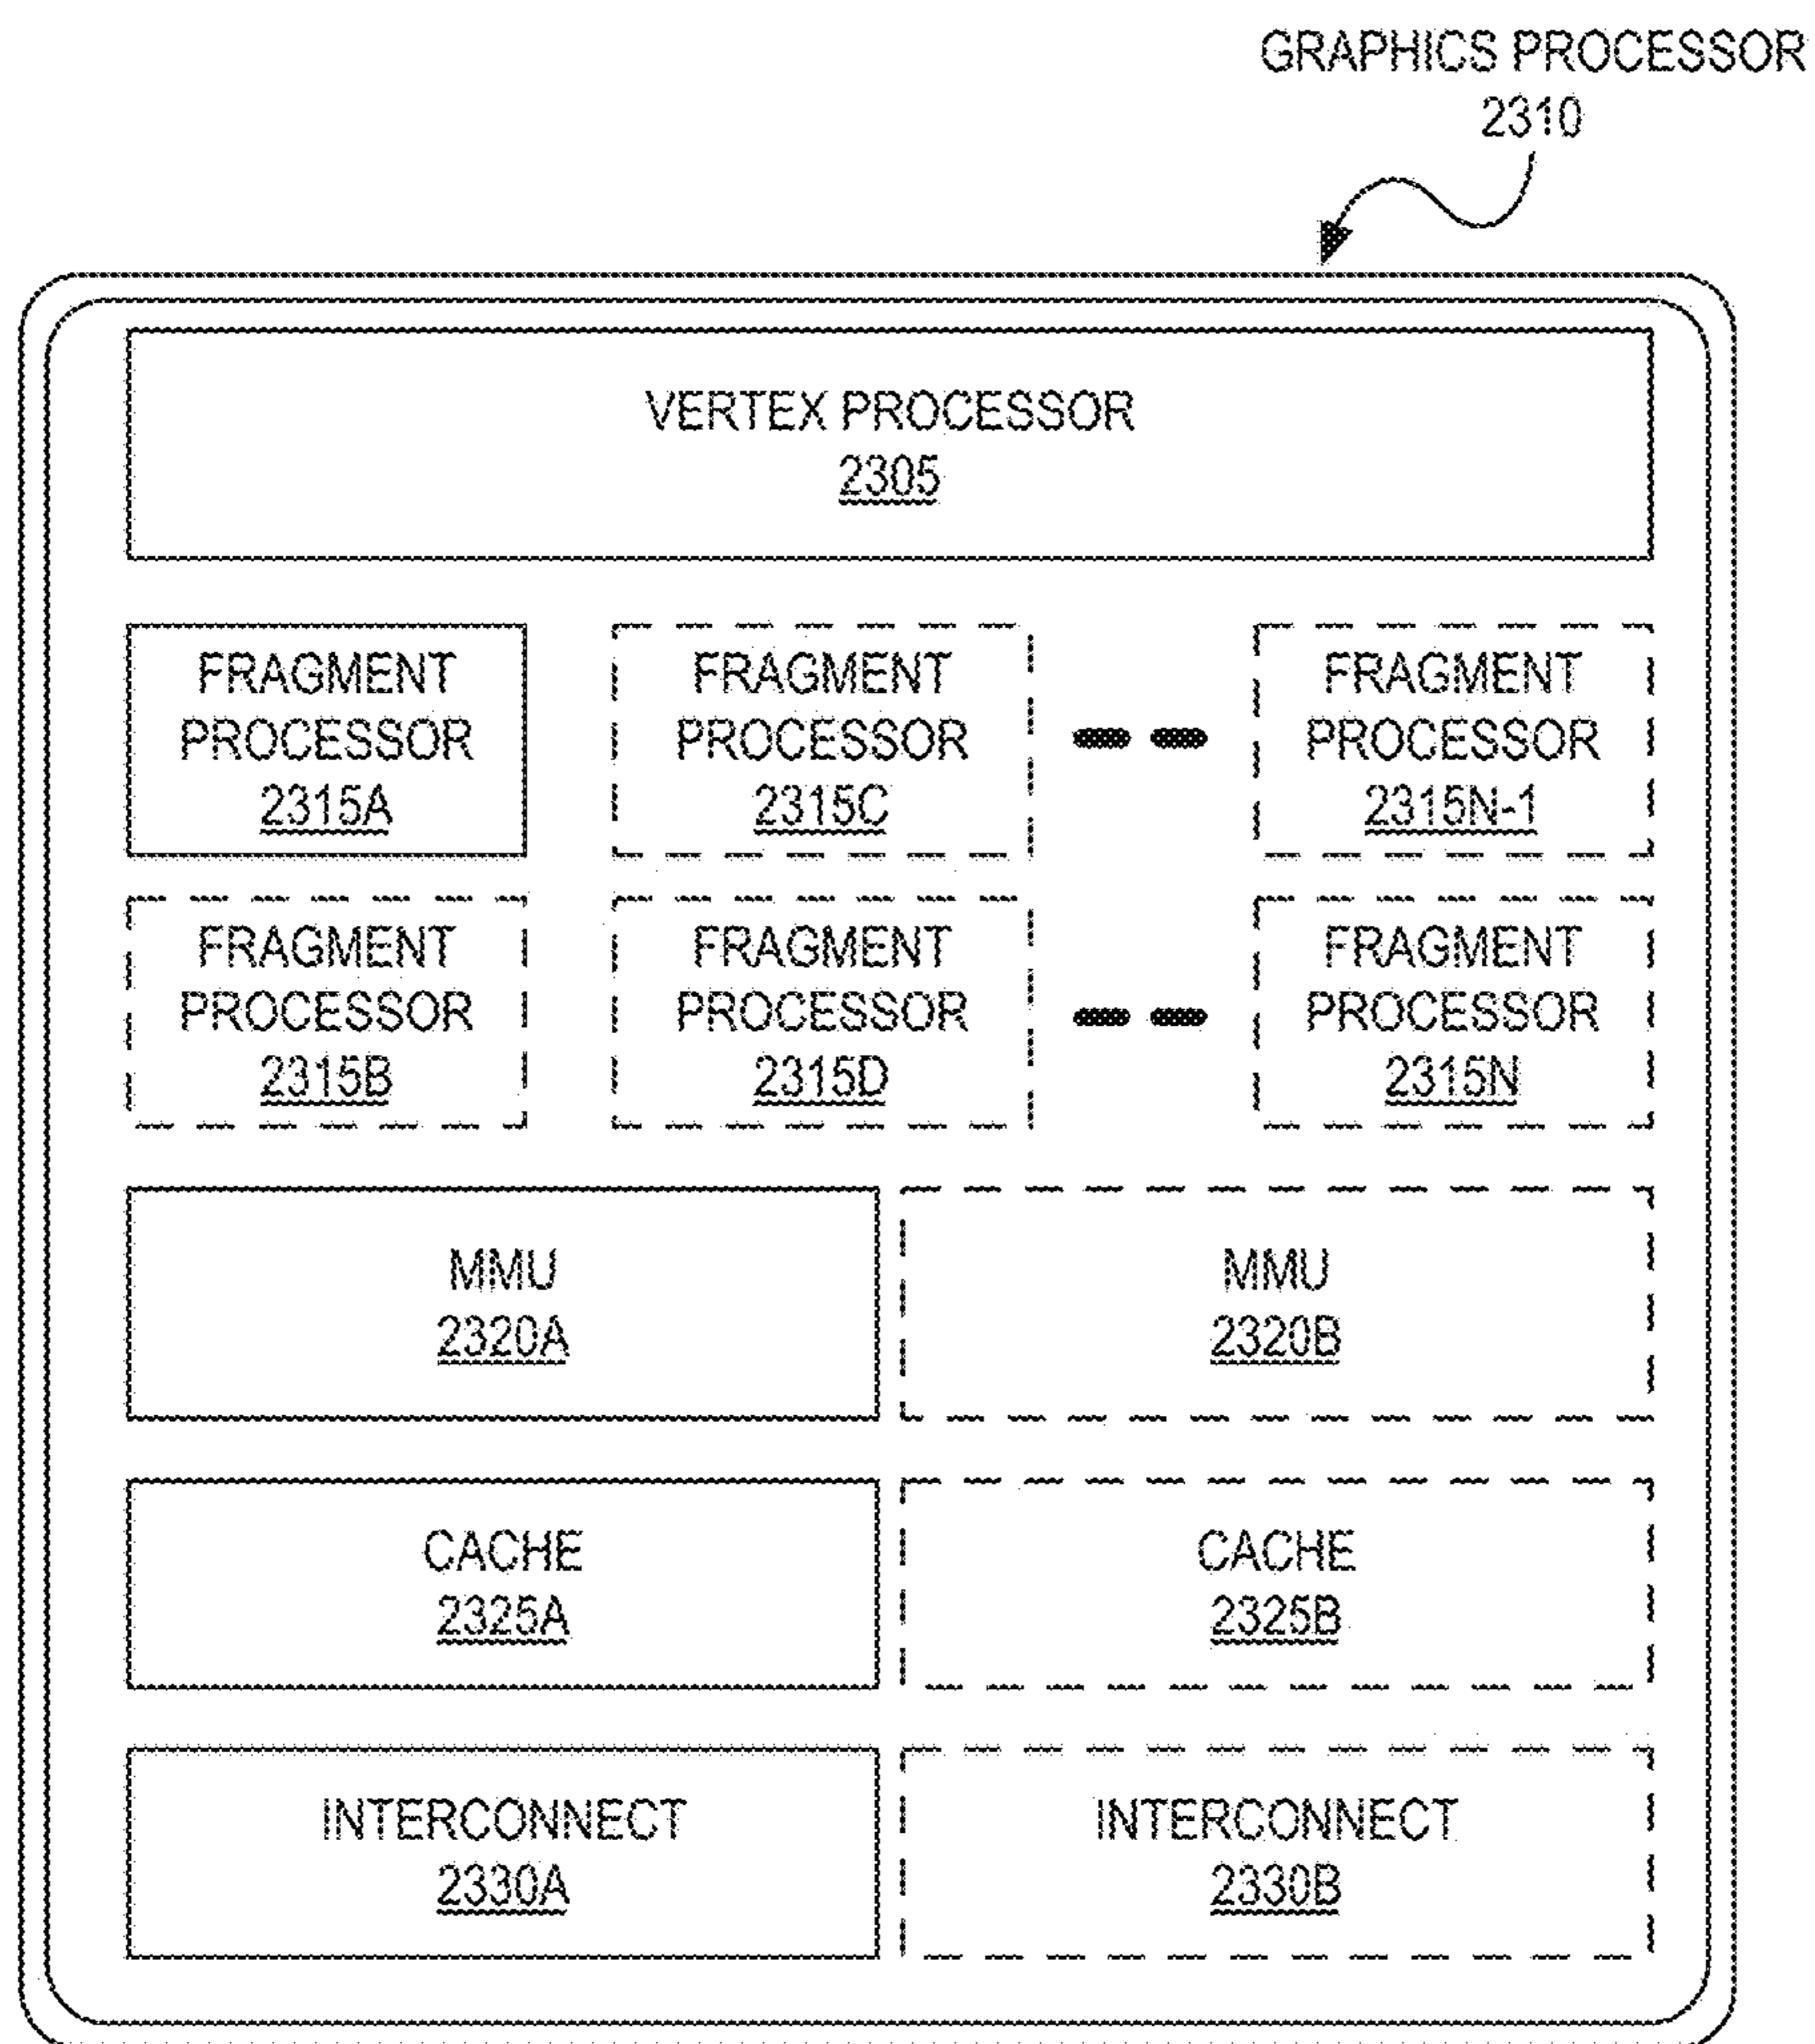 GRAPHICS PROCESSOR
2310
VERTEX PROCESSOR
2305
FRAGMENT
PROCESSOR
2315A
FRAGMENT
PROCESSOR
2315C
FRAGMENT
PROCESSOR
2315N-1
FRAGMENT
PROCESSOR
2315B
FRAGMENT
PROCESSOR
2315D
FRAGMENT
PROCESSOR
2315N
MMU
2320A
MMU
2320B
CACHE
2325A
CACHE
2325B
INTERCONNECT
2330A
INTERCONNECT
2330B